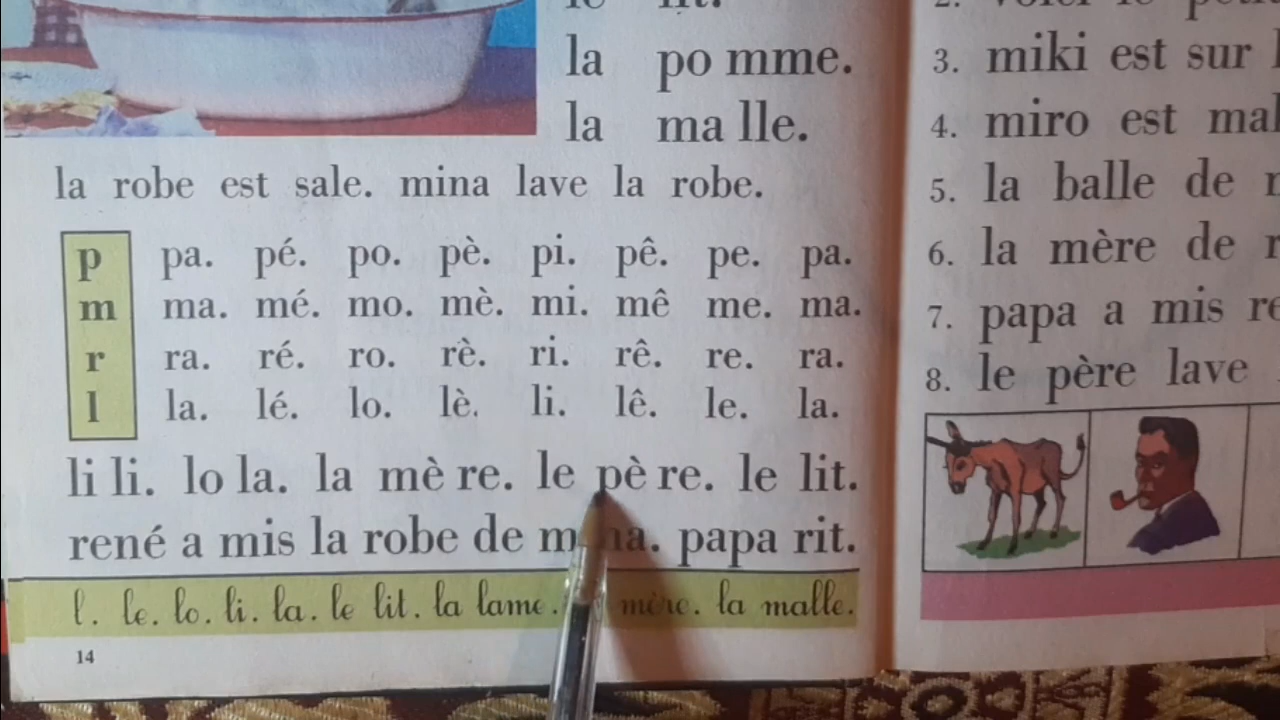 la po mme.
la ma lle.
la robe est sale. mina lave la robe.
p pa. pé. po. pè. pi. pê. pe. pa.
m ma. mé. mo. mè. mi. mê me. ma.
r ra. ré. ro. rè. ri. rê. re. ra.
l la. lé. lo. lè. li. lê. le. la.
li li. lo la. la mè re. le pè re. le lit.
rené a mis la robe de papa rit.
l. le. lo. li. la. le lit. la lame. mère. la malle.
14
3. miki est sur
4. miro est
5. la balle de
6. la mère de
7. papa a mis
8. le père lave